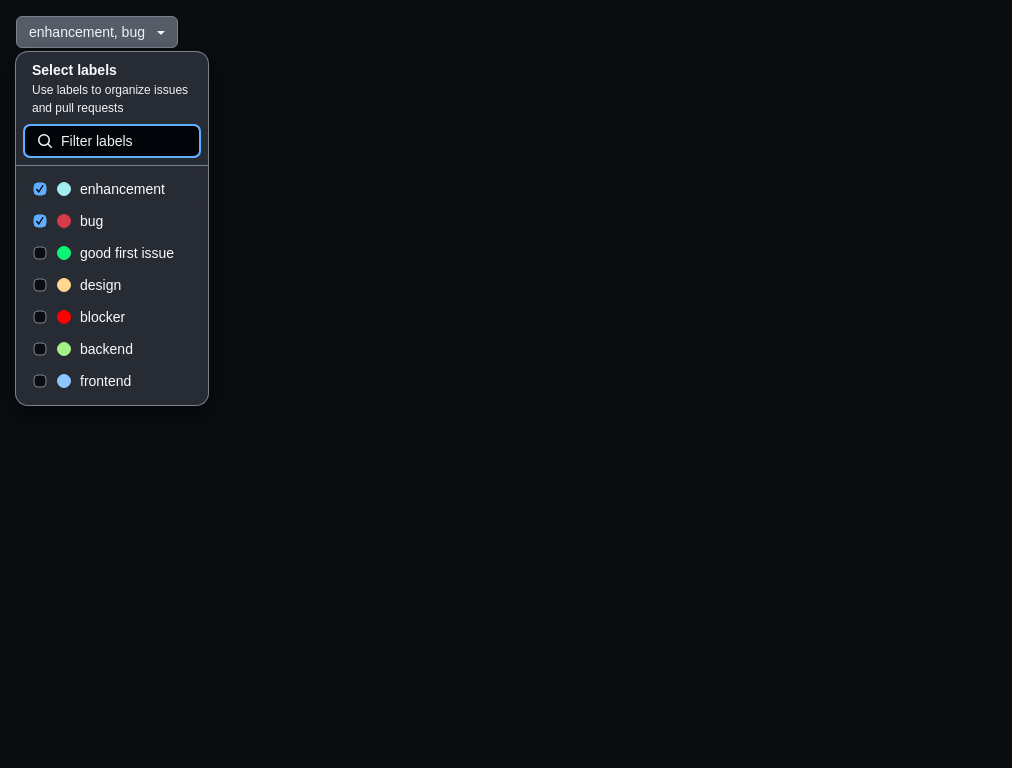 enhancement, bug
Select labels
Use labels to organize issues
and pull requests
Filter labels
enhancement
bug
good first issue
design
blocker
backend
frontend